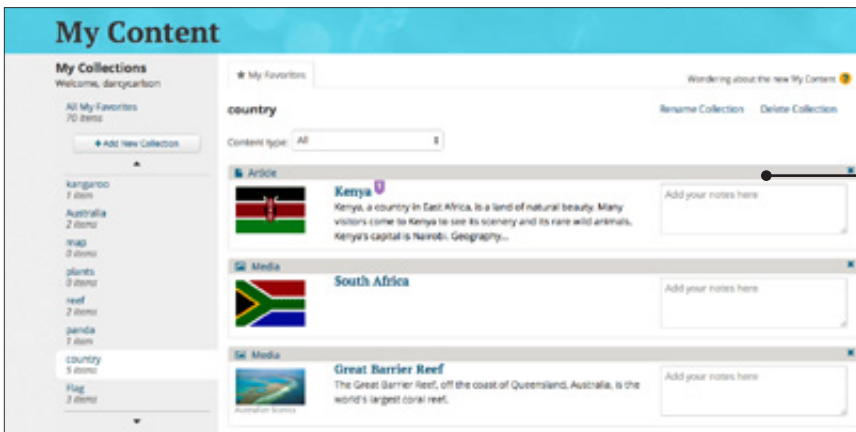 My Content
My Collections
Welcome, darcycarlson
All My Favorites
70 items
+ Add New Collection
kangaroo
1 item
Australia
2 items
map
0 items
plants
0 items
reef
2 items
panda
1 item
country
5 items
Flag
3 items
★ My Favorites
Wondering about the new My Content ?
country
Rename Collection Delete Collection
Content type: All
Article
Kenya 1
Kenya, a country in East Africa, is a land of natural beauty. Many
visitors come to Kenya to see its scenery and its rare wild animals.
Kenya's capital is Nairobi. Geography...
Add your notes here
Media
South Africa
Add your notes here
Media
Great Barrier Reef
The Great Barrier Reef, off the coast of Queensland, Australia, is the
world's largest coral reef.
Add your notes here